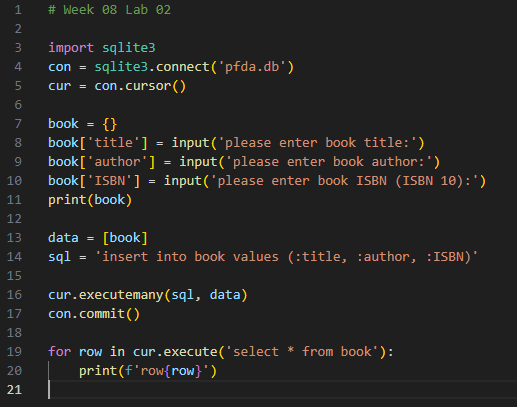 1 # Week 08 Lab 02
2
3 import sqlite3
4 con = sqlite3.connect('pfda.db')
5 cur = con.cursor()
6
7 book = {}
8 book['title'] = input('please enter book title:')
9 book['author'] = input('please enter book author:')
10 book['ISBN'] = input('please enter book ISBN (ISBN 10):')
11 print(book)
12
13 data = [book]
14 sql = 'insert into book values (:title, :author, :ISBN)'
15
16 cur.executemany(sql, data)
17 con.commit()
18
19 for row in cur.execute('select * from book'):
20     print(f'row{row}')
21